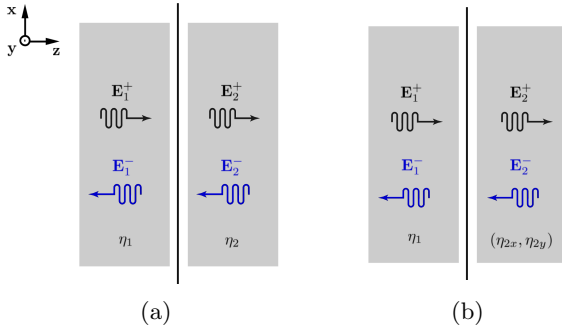 x
y z
E₁⁺ E₂⁺
E₁⁻ E₂⁻
η₁ η₂
(a)
E₁⁺ E₂⁺
E₁⁻ E₂⁻
η₁ (η₂ₓ, η₂ᵧ)
(b)